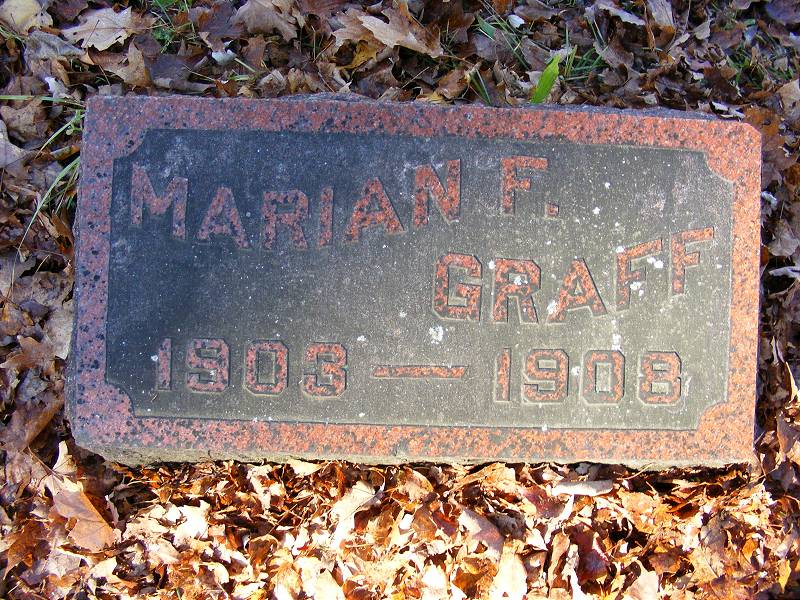 MARIAN F.
GRAFF
1903 — 1908